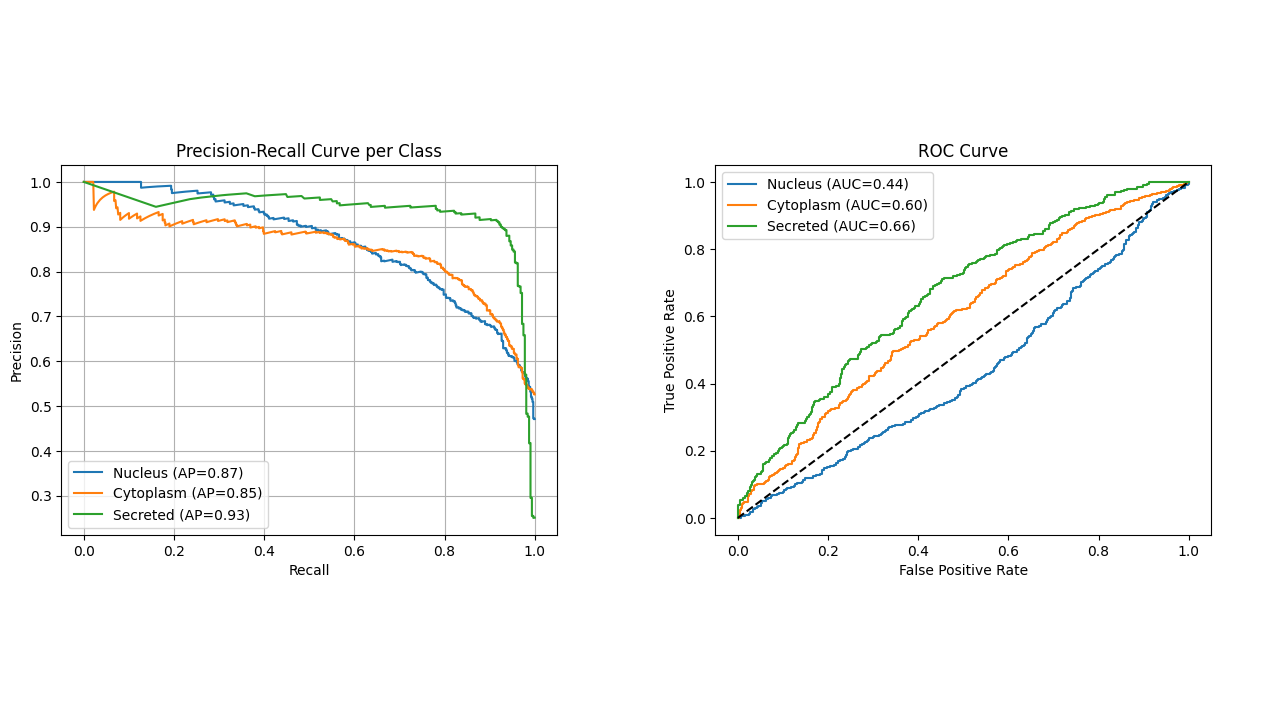 Precision-Recall Curve per Class
1.0
0.9
0.8
0.7
0.6
0.5
0.4
0.3
Precision
Nucleus (AP=0.87)
Cytoplasm (AP=0.85)
Secreted (AP=0.93)
0.0 0.2 0.4 0.6 0.8 1.0
Recall
ROC Curve
1.0
0.8
0.6
0.4
0.2
0.0
True Positive Rate
Nucleus (AUC=0.44)
Cytoplasm (AUC=0.60)
Secreted (AUC=0.66)
0.0 0.2 0.4 0.6 0.8 1.0
False Positive Rate